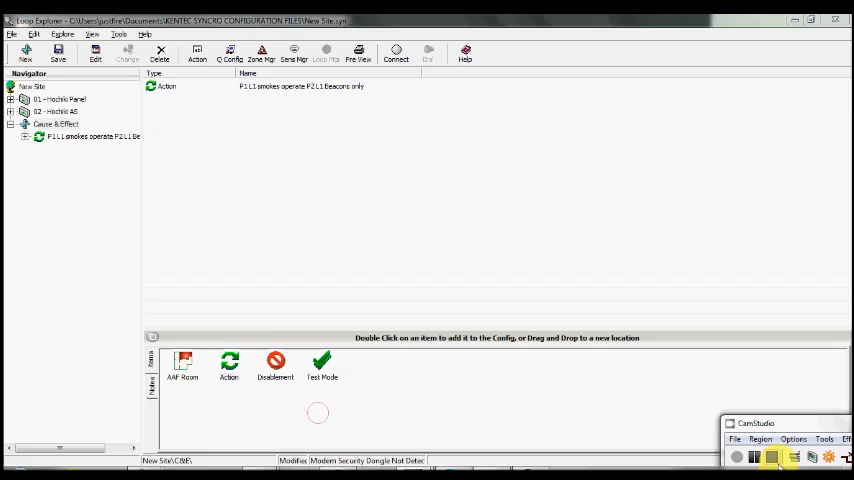 Loop Explorer - C:\Users\justfire\Documents\KENTEC SYNCRO CONFIGURATION FILES\New Site.syn
File Edit Explore View Tools Help
New Save Edit Change Delete Action Q Config Zone Mgr Sens Mgr Loop Mg Pre View Connect Dial Help
Navigator
New Site
01 - Hochiki Panel
02 - Hochiki AS
Cause & Effect
P1 L1 smokes operate P2 L1 Be
Type Name
Action P1 L1 smokes operate P2 L1 Beacons only
Double Click on an item to add it to the Config, or Drag and Drop to a new location
Items
Notes
AAF Room Action Disablement Test Mode
CamStudio
File Region Options Tools Eff
New Site\C&E\ Modified Modem Security Dongle Not Detec